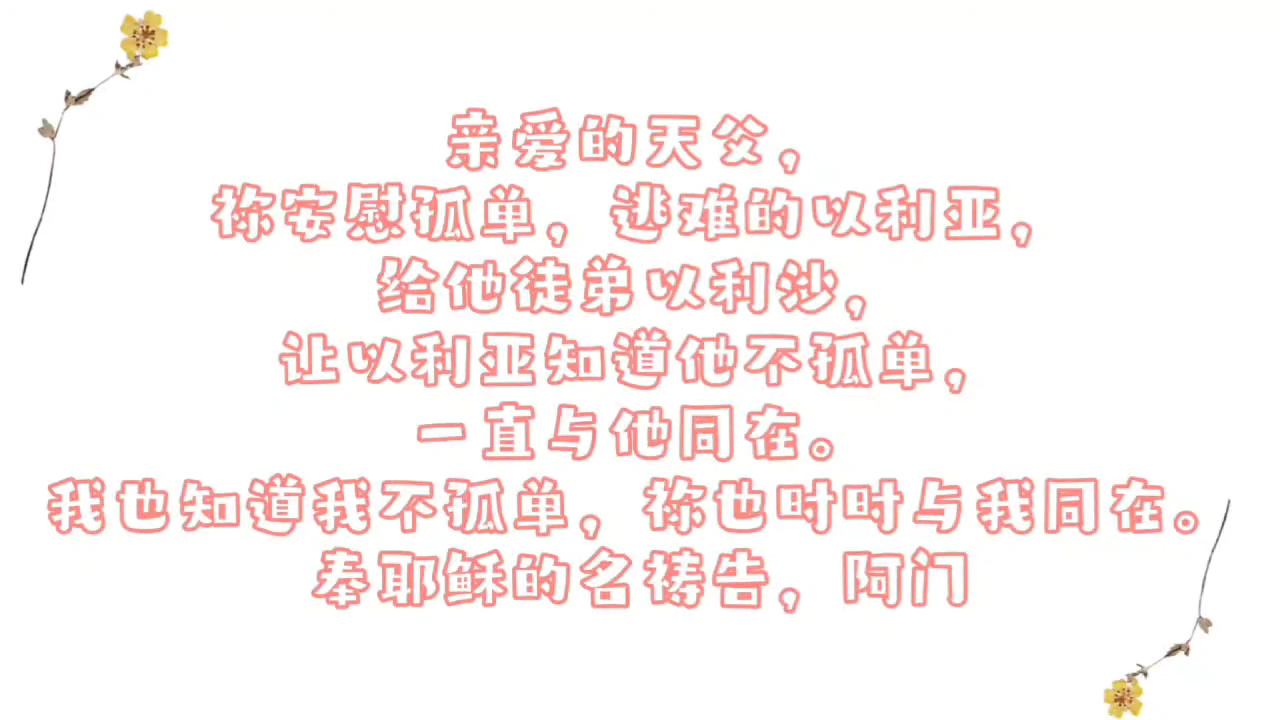 亲爱的天父，
祢安慰孤单，逃难的以利亚，
给他徒弟以利沙，
让以利亚知道他不孤单，
一直与他同在。
我也知道我不孤单，祢也时时与我同在。
奉耶稣的名祷告，阿门